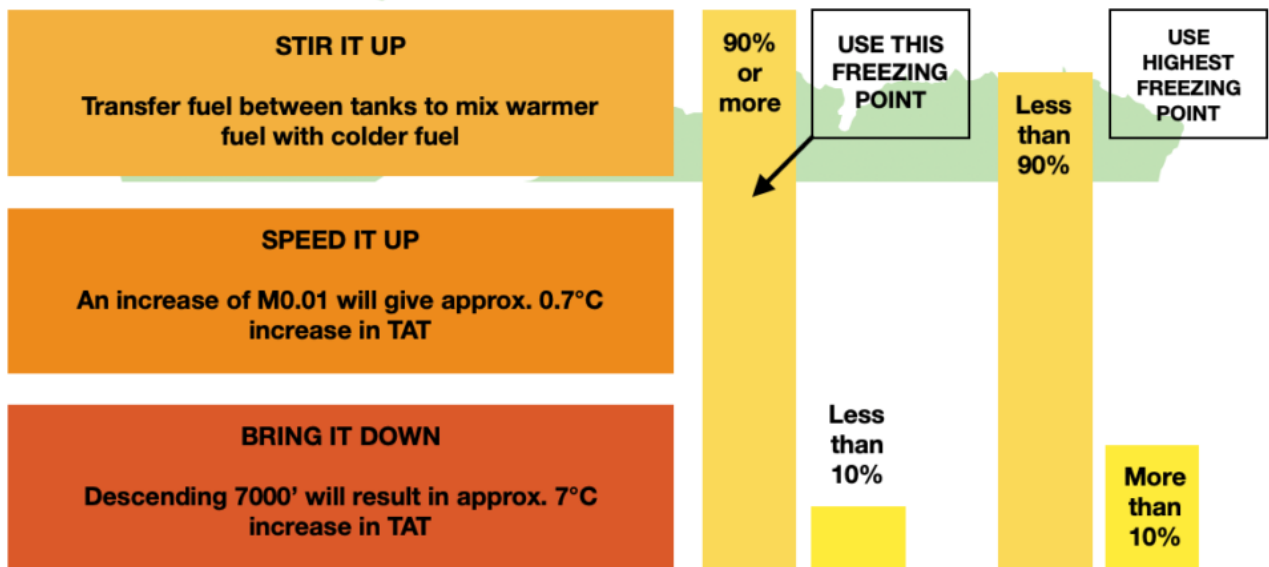 STIR IT UP
Transfer fuel between tanks to mix warmer
fuel with colder fuel
SPEED IT UP
An increase of M0.01 will give approx. 0.7°C
increase in TAT
BRING IT DOWN
Descending 7000’ will result in approx. 7°C
increase in TAT
90%
or
more
USE THIS
FREEZING
POINT
Less
than
10%
Less
than
90%
USE
HIGHEST
FREEZING
POINT
More
than
10%